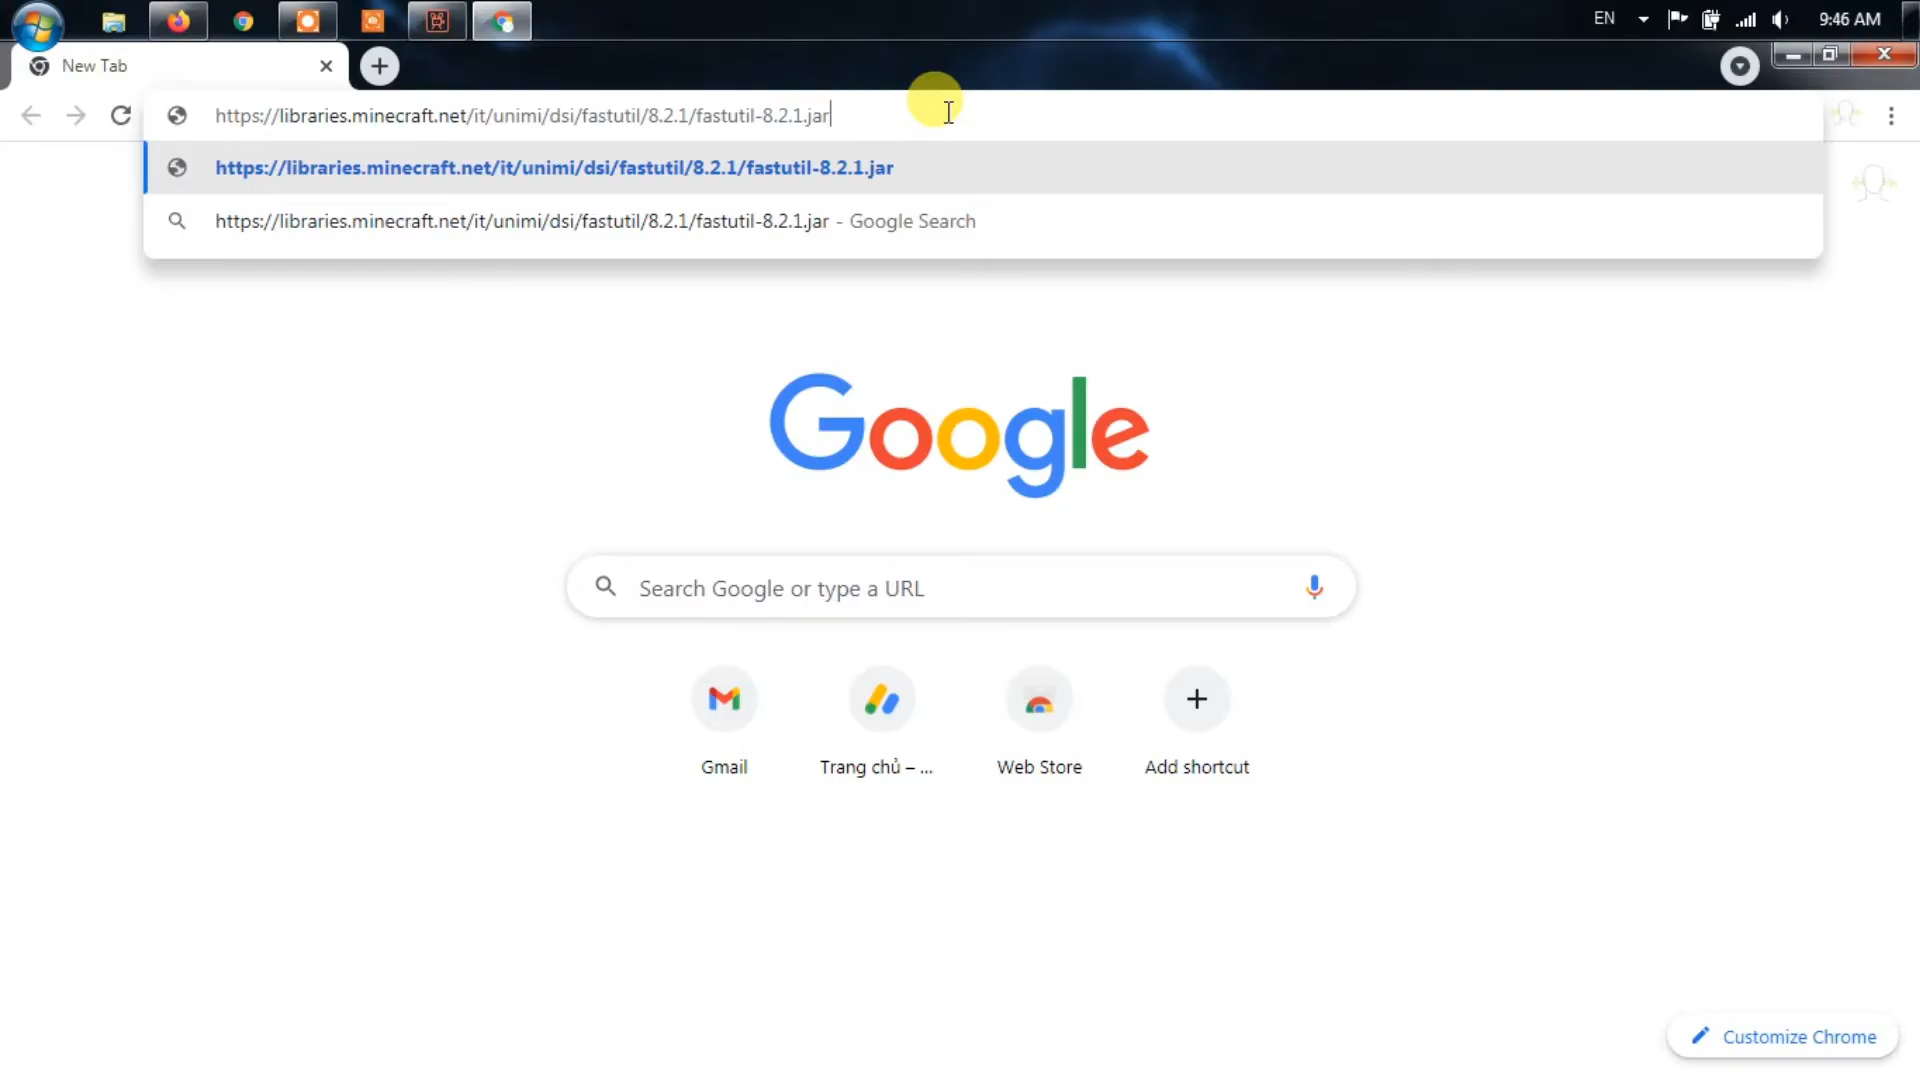 EN
9:46 AM
New Tab
https://libraries.minecraft.net/it/unimi/dsi/fastutil/8.2.1/fastutil-8.2.1.jar
https://libraries.minecraft.net/it/unimi/dsi/fastutil/8.2.1/fastutil-8.2.1.jar
https://libraries.minecraft.net/it/unimi/dsi/fastutil/8.2.1/fastutil-8.2.1.jar - Google Search
Google
Search Google or type a URL
Gmail
Trang chủ – ...
Web Store
Add shortcut
Customize Chrome